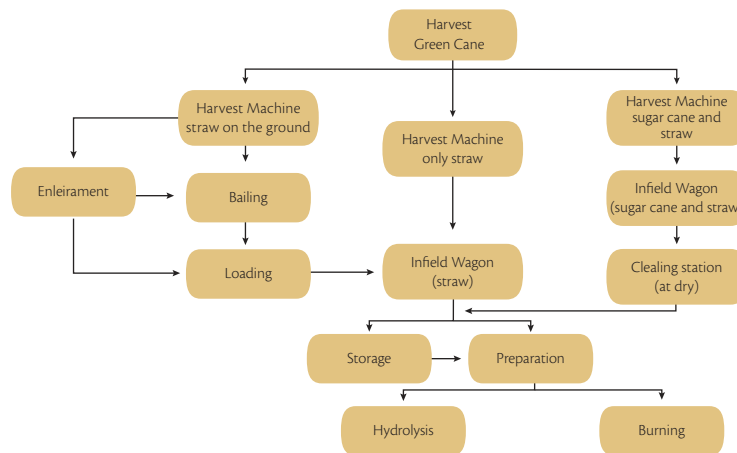 Harvest
Green Cane
Harvest Machine
straw on the ground
Harvest Machine
only straw
Harvest Machine
sugar cane and
straw
Enleirament
Bailing
Infield Wagon
(sugar cane and straw
Loading
Infield Wagon
(straw)
Clealing station
(at dry)
Storage
Preparation
Hydrolysis
Burning